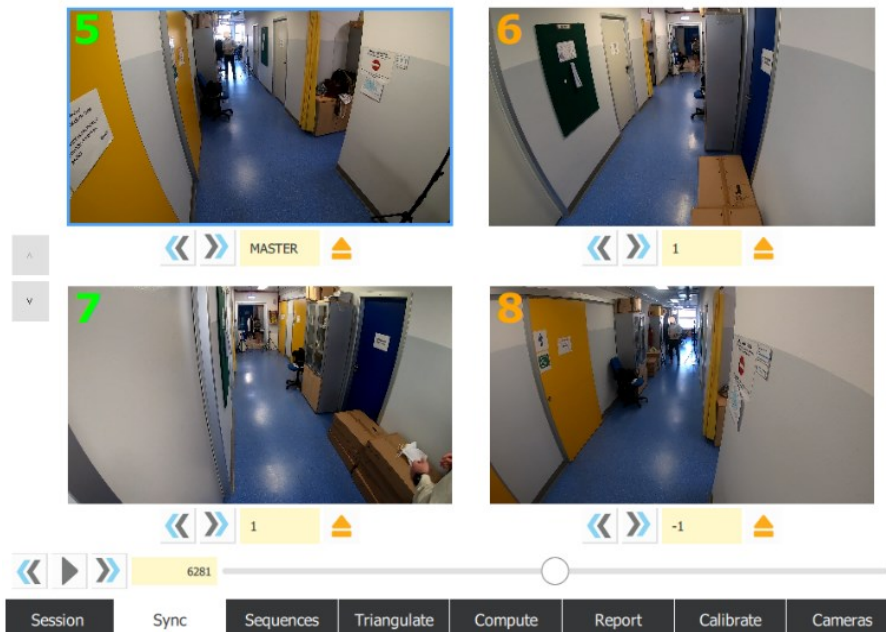 5
6
MASTER
1
7
8
1
-1
6281
Session
Sync
Sequences
Triangulate
Compute
Report
Calibrate
Cameras